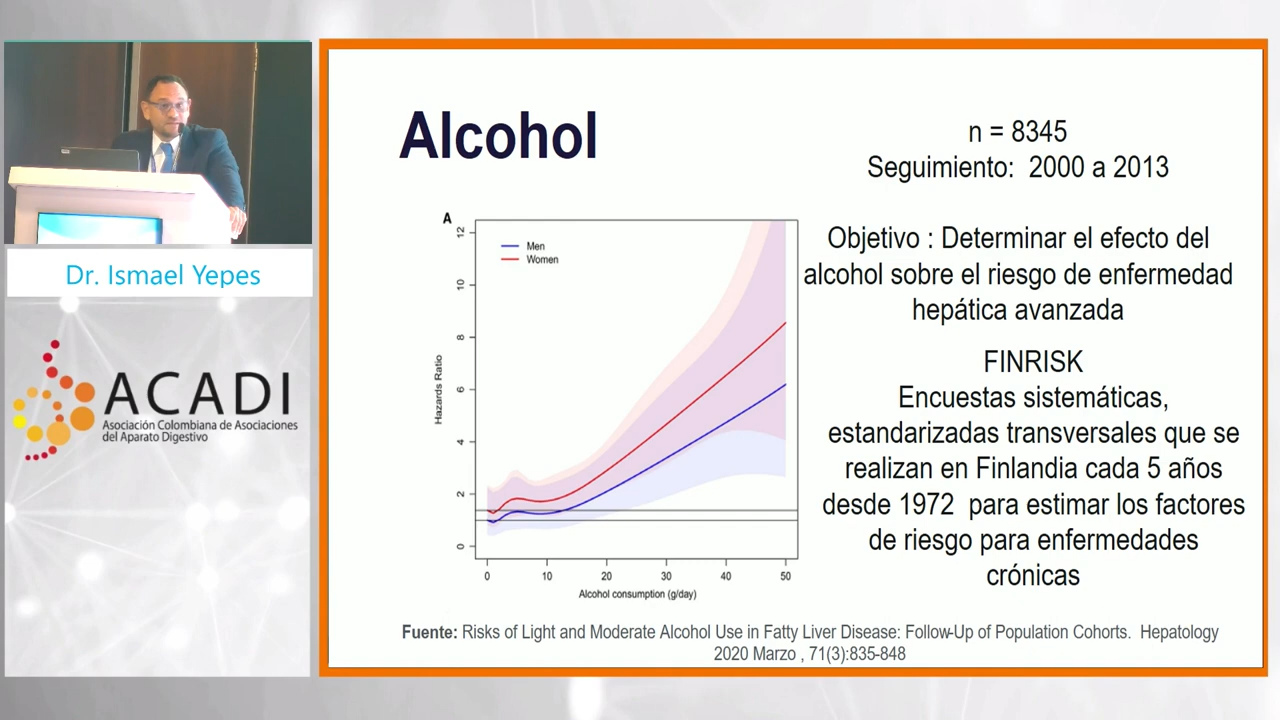 Dr. Ismael Yepes
ACADI
Asociación Colombiana de Asociaciones
del Aparato Digestivo
Alcohol
n = 8345
Seguimiento: 2000 a 2013
Objetivo : Determinar el efecto del
alcohol sobre el riesgo de enfermedad
hepática avanzada
FINRISK
Encuestas sistemáticas,
estandarizadas transversales que se
realizan en Finlandia cada 5 años
desde 1972 para estimar los factores
de riesgo para enfermedades
crónicas
A
Men
Women
Hazards Ratio
12
10
8
6
4
2
0
0 10 20 30 40 50
Alcohol consumption (g/day)
Fuente: Risks of Light and Moderate Alcohol Use in Fatty Liver Disease: Follow-Up of Population Cohorts. Hepatology
2020 Marzo , 71(3):835-848